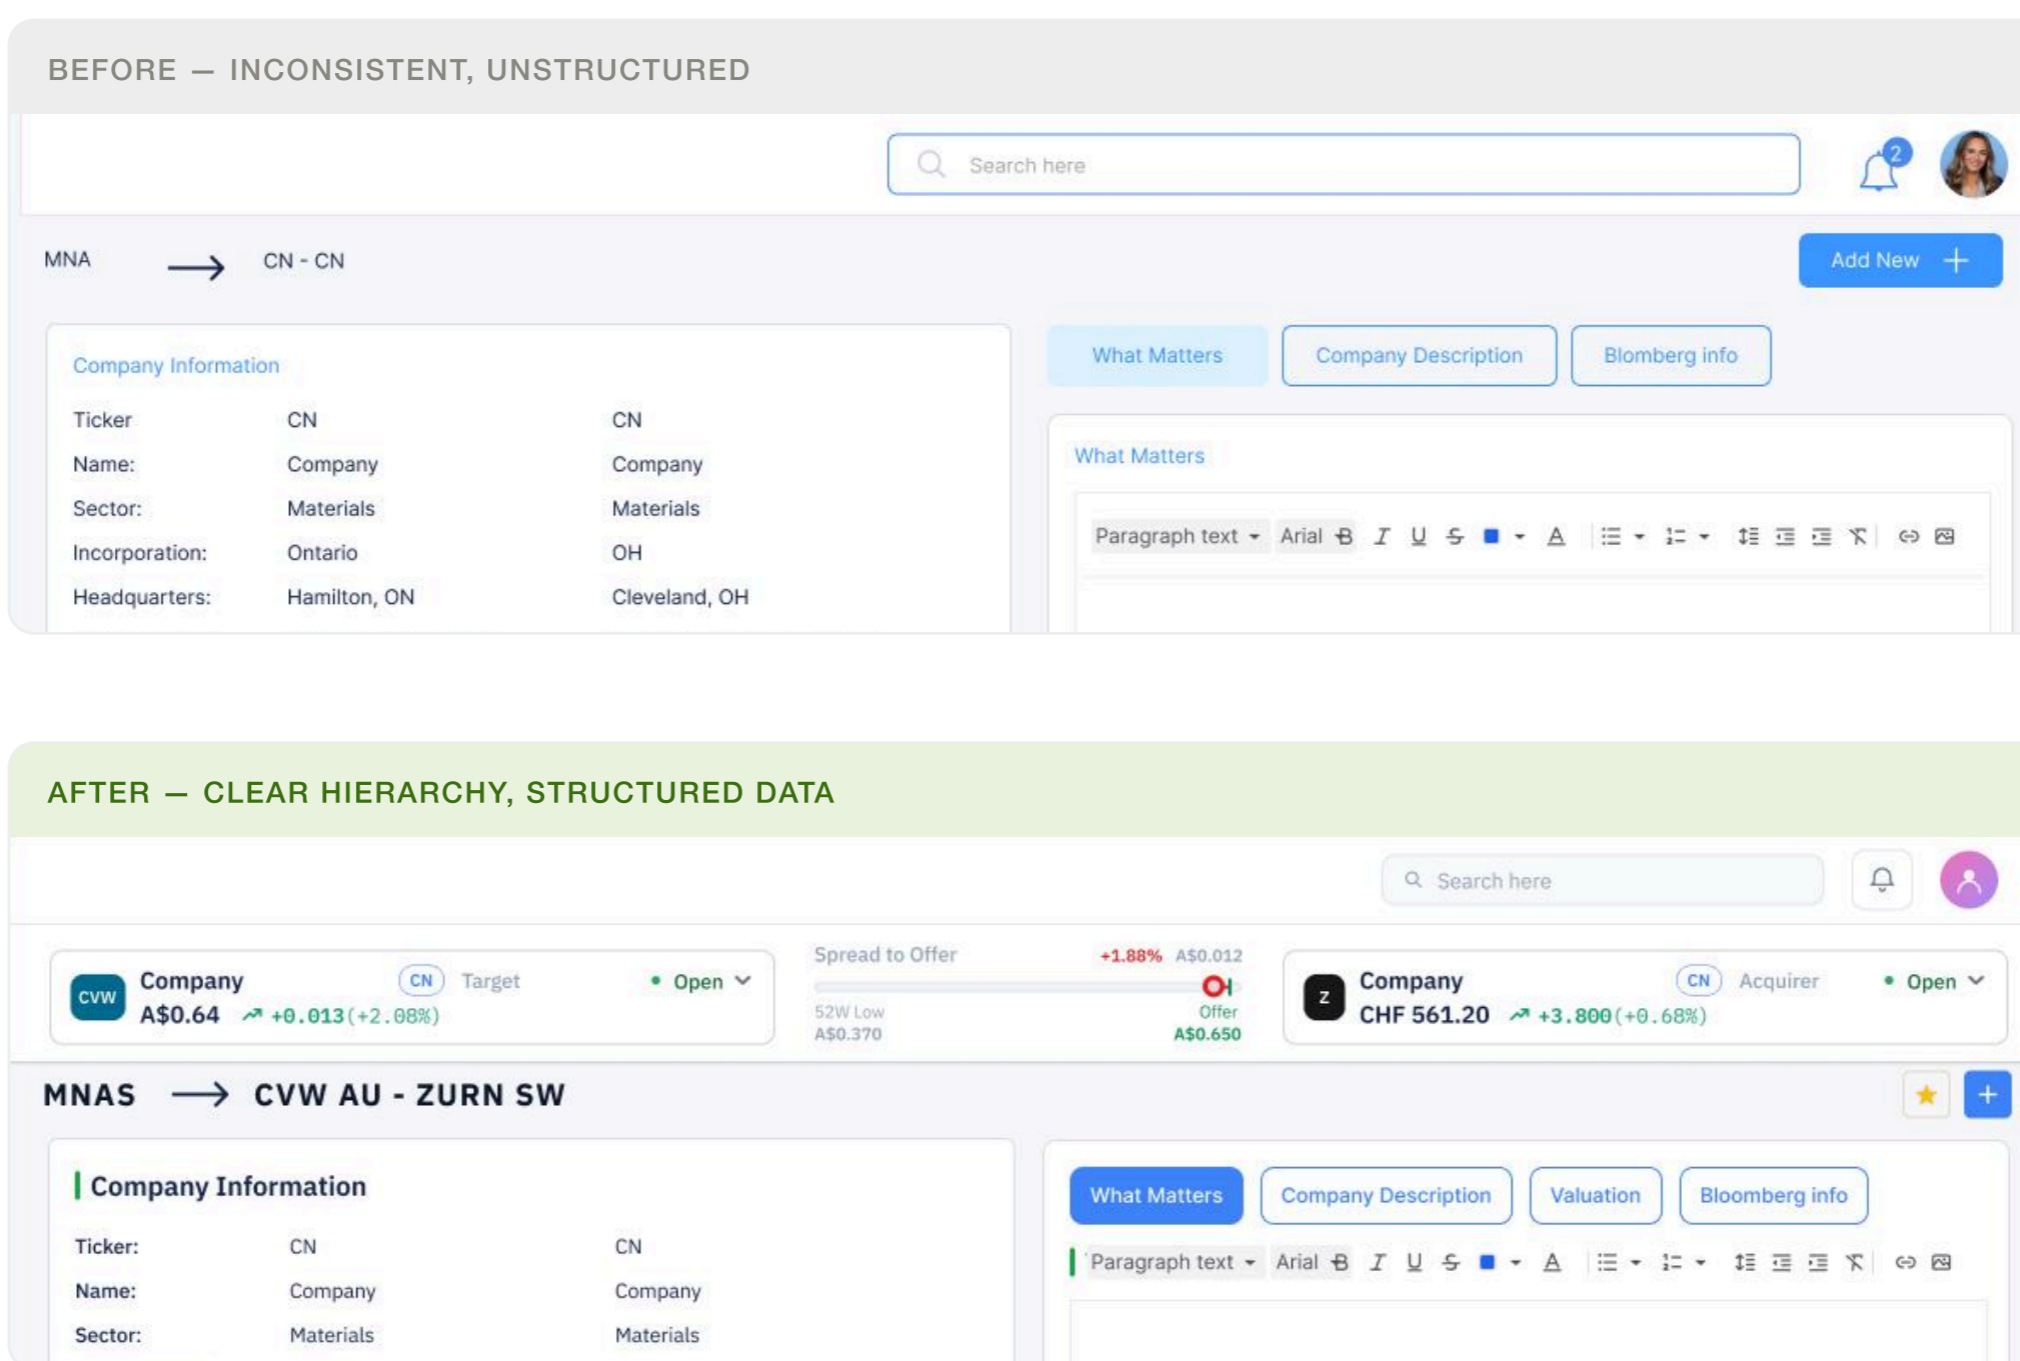 BEFORE — INCONSISTENT, UNSTRUCTURED
Search here
2
MNA → CN - CN
Add New +
Company Information
Ticker CN CN
Name: Company Company
Sector: Materials Materials
Incorporation: Ontario OH
Headquarters: Hamilton, ON Cleveland, OH
What Matters Company Description Blomberg info
What Matters
Paragraph text Arial B I U S A
AFTER — CLEAR HIERARCHY, STRUCTURED DATA
Search here
CVW
Company CN Target • Open
A$0.64 +0.013(+2.08%)
Spread to Offer +1.88% A$0.012
52W Low Offer
A$0.370 A$0.650
Z
Company CN Acquirer • Open
CHF 561.20 +3.800(+0.68%)
MNAS → CVW AU - ZURN SW
+
Company Information
Ticker: CN CN
Name: Company Company
Sector: Materials Materials
What Matters Company Description Valuation Bloomberg info
Paragraph text Arial B I U S A